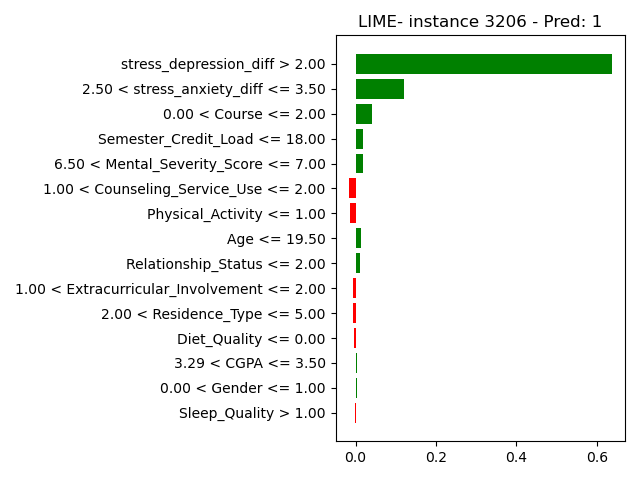 LIME- instance 3206 - Pred: 1
stress_depression_diff > 2.00
2.50 < stress_anxiety_diff <= 3.50
0.00 < Course <= 2.00
Semester_Credit_Load <= 18.00
6.50 < Mental_Severity_Score <= 7.00
1.00 < Counseling_Service_Use <= 2.00
Physical_Activity <= 1.00
Age <= 19.50
Relationship_Status <= 2.00
1.00 < Extracurricular_Involvement <= 2.00
2.00 < Residence_Type <= 5.00
Diet_Quality <= 0.00
3.29 < CGPA <= 3.50
0.00 < Gender <= 1.00
Sleep_Quality > 1.00
0.0 0.2 0.4 0.6